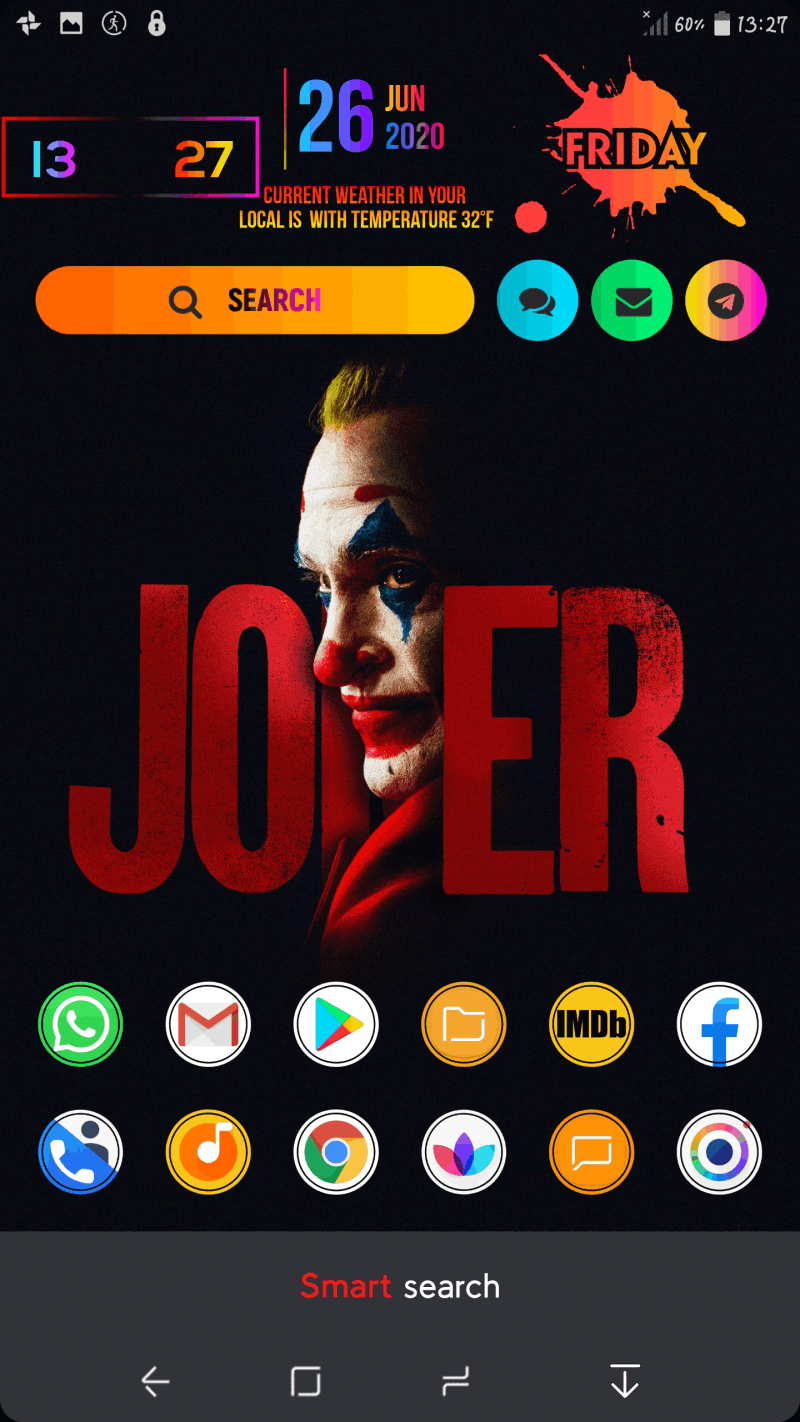 60% 13:27
26 JUN
2020
13 27
FRIDAY
CURRENT WEATHER IN YOUR
LOCAL IS WITH TEMPERATURE 32°F
SEARCH
JOKER
IMDb
Smart search